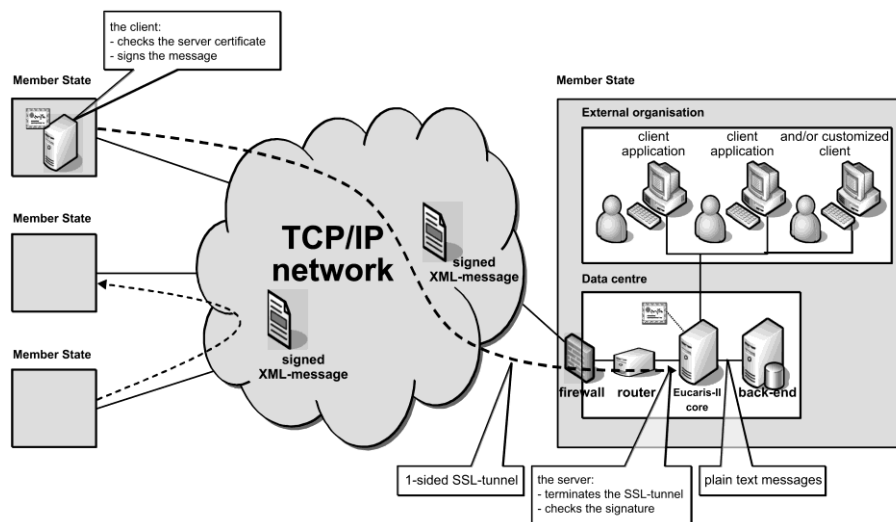 the client:
- checks the server certificate
- signs the message
Member State
Member State
Member State
TCP/IP
network
signed
XML-message
signed
XML-message
Member State
External organisation
client
application
client
application
and/or customized
client
Data centre
firewall
router
Eucaris-II
core
back-end
1-sided SSL-tunnel
the server:
- terminates the SSL-tunnel
- checks the signature
plain text messages